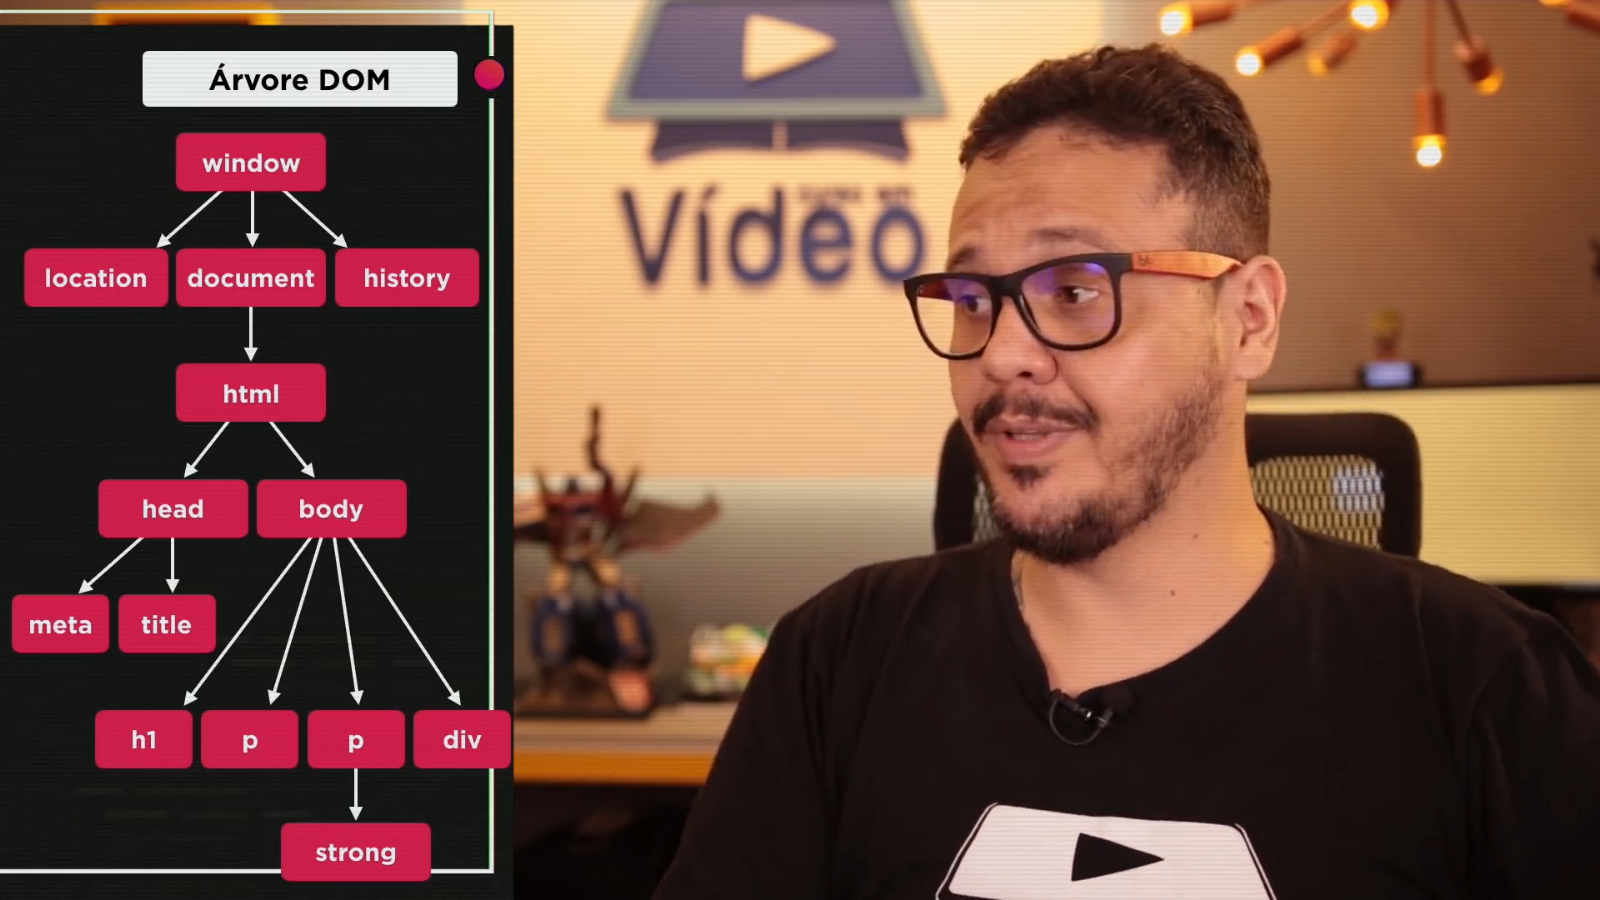 Árvore DOM
window
location
document
history
html
head
body
meta
title
h1
p
p
div
strong
Vídeo